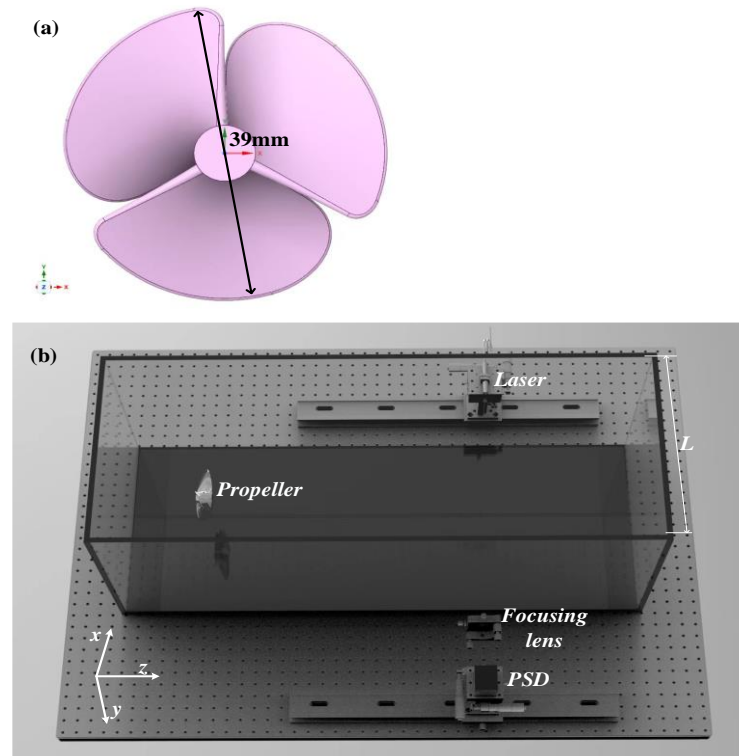 (a)
39mm
X
Y
Z
X
(b)
Laser
L
Propeller
Focusing
lens
PSD
x
z
y